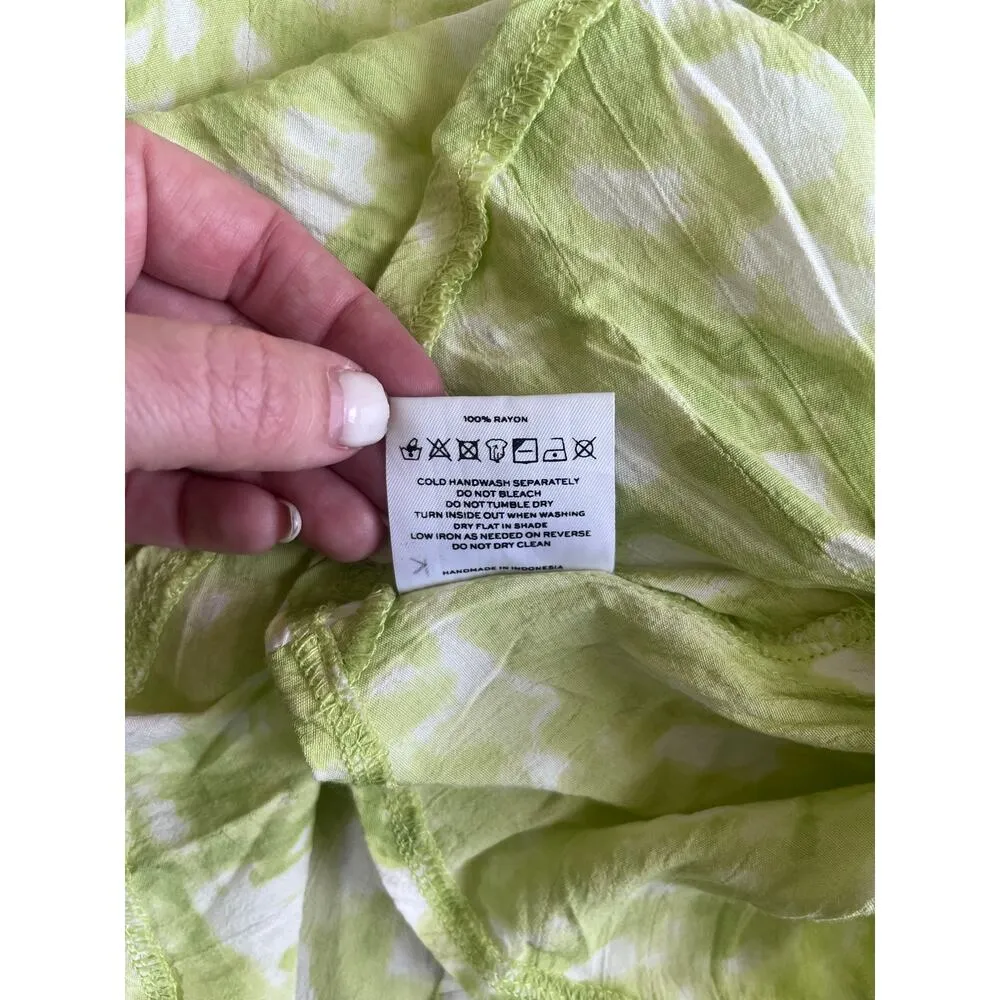 100% RAYON
COLD HANDWASH SEPARATELY
DO NOT BLEACH
DO NOT TUMBLE DRY
TURN INSIDE OUT WHEN WASHING
DRY FLAT IN SHADE
LOW IRON AS NEEDED ON REVERSE
DO NOT DRY CLEAN
HANDMADE IN INDONESIA